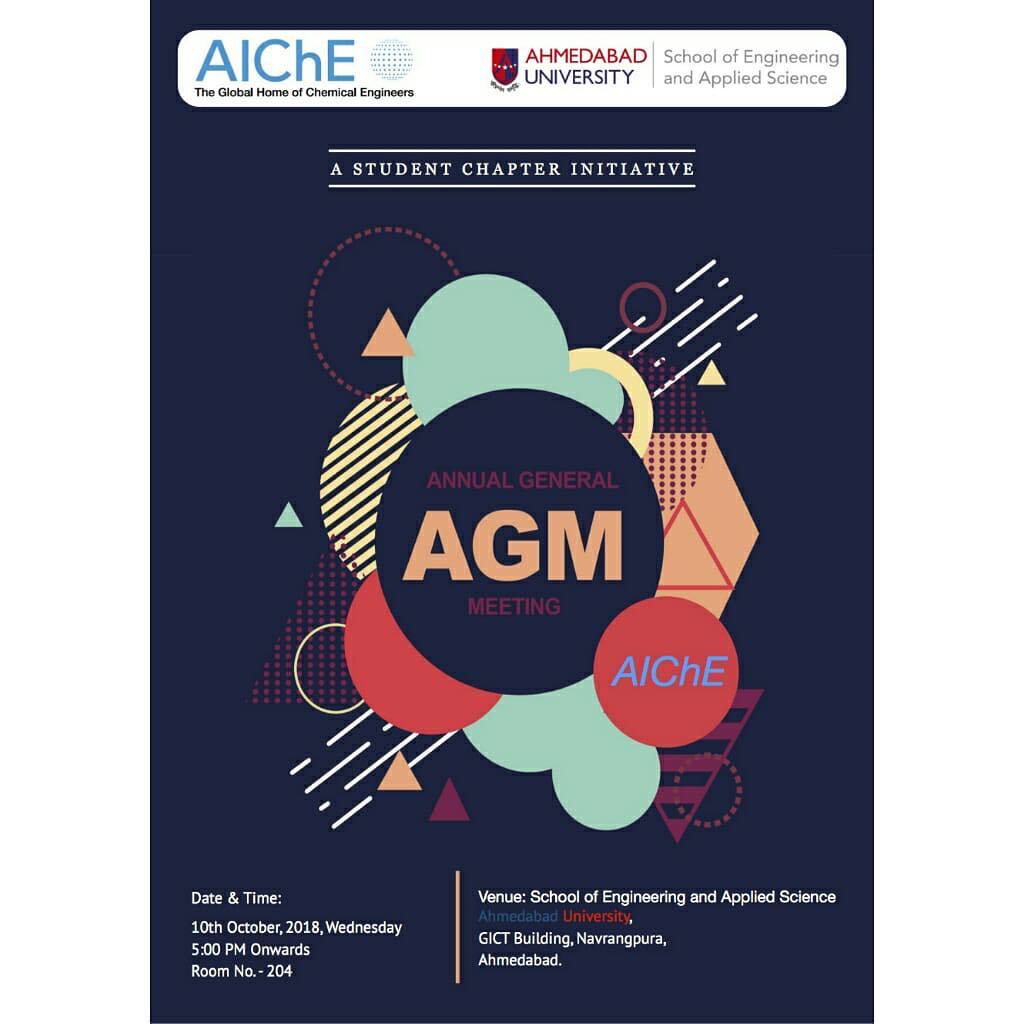 AIChE
The Global Home of Chemical Engineers
AHMEDABAD
UNIVERSITY
School of Engineering
and Applied Science
A STUDENT CHAPTER INITIATIVE
ANNUAL GENERAL
AGM
MEETING
AIChE
Date & Time:
10th October, 2018, Wednesday
5:00 PM Onwards
Room No. - 204
Venue: School of Engineering and Applied Science
Ahmedabad University,
GICT Building, Navrangpura,
Ahmedabad.